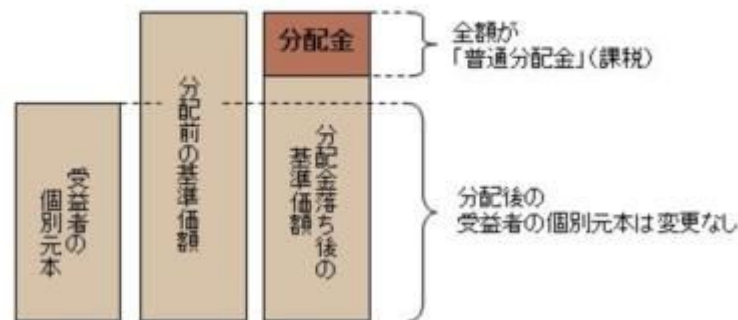 受益者の
個別元本
分配前の基準価額
分配金
分配金落ち後の
基準価額
全額が
「普通分配金」(課税)
分配後の
受益者の個別元本は変更なし